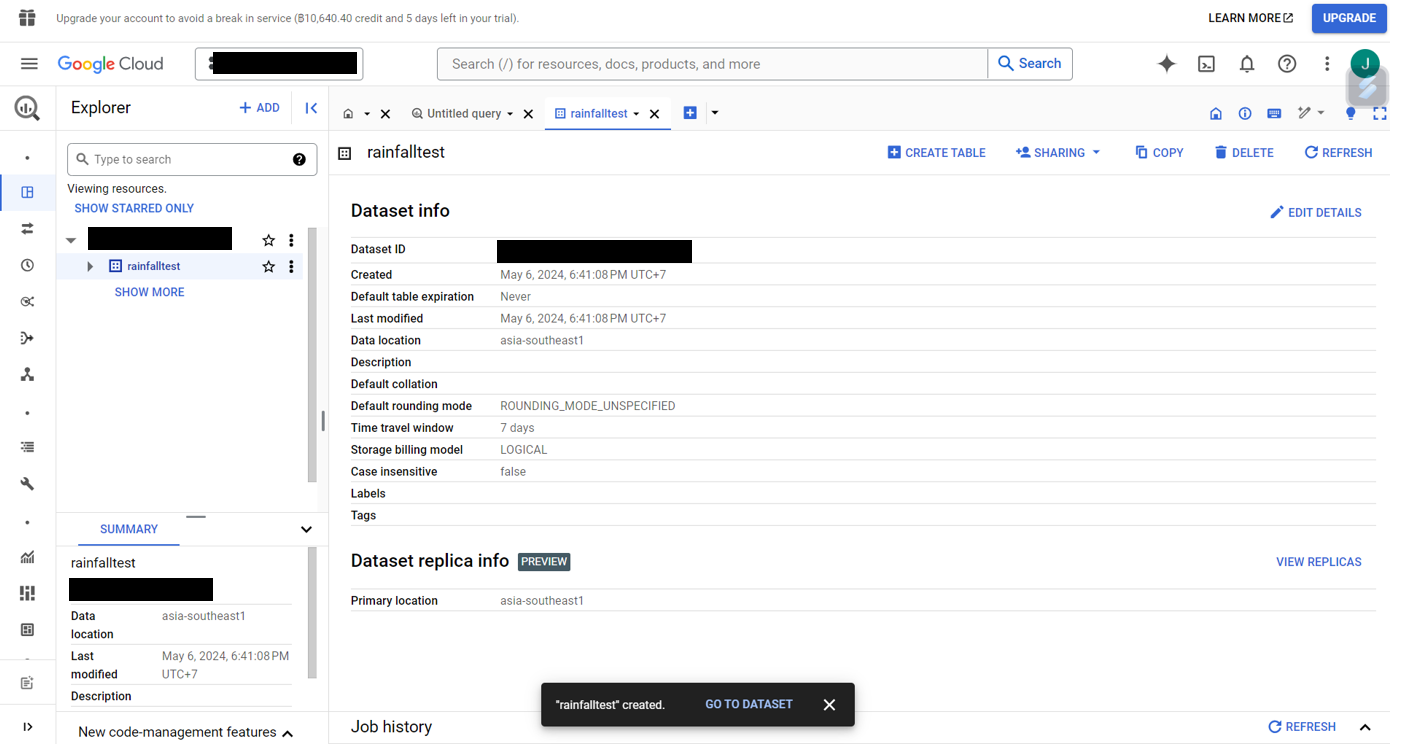 Upgrade your account to avoid a break in service (฿10,640.40 credit and 5 days left in your trial).
LEARN MORE
UPGRADE
Google Cloud
Search (/) for resources, docs, products, and more
Search
J
Explorer
+ ADD
Untitled query
rainfalltest
Type to search
Viewing resources.
SHOW STARRED ONLY
rainfalltest
SHOW MORE
rainfalltest
CREATE TABLE
SHARING
COPY
DELETE
REFRESH
Dataset info
EDIT DETAILS
Dataset ID
Created May 6, 2024, 6:41:08 PM UTC+7
Default table expiration Never
Last modified May 6, 2024, 6:41:08 PM UTC+7
Data location asia-southeast1
Description
Default collation
Default rounding mode ROUNDING_MODE_UNSPECIFIED
Time travel window 7 days
Storage billing model LOGICAL
Case insensitive false
Labels
Tags
Dataset replica info PREVIEW
VIEW REPLICAS
Primary location asia-southeast1
SUMMARY
rainfalltest
Data location asia-southeast1
Last modified May 6, 2024, 6:41:08 PM UTC+7
Description
New code-management features
"rainfalltest" created.
GO TO DATASET
Job history
REFRESH